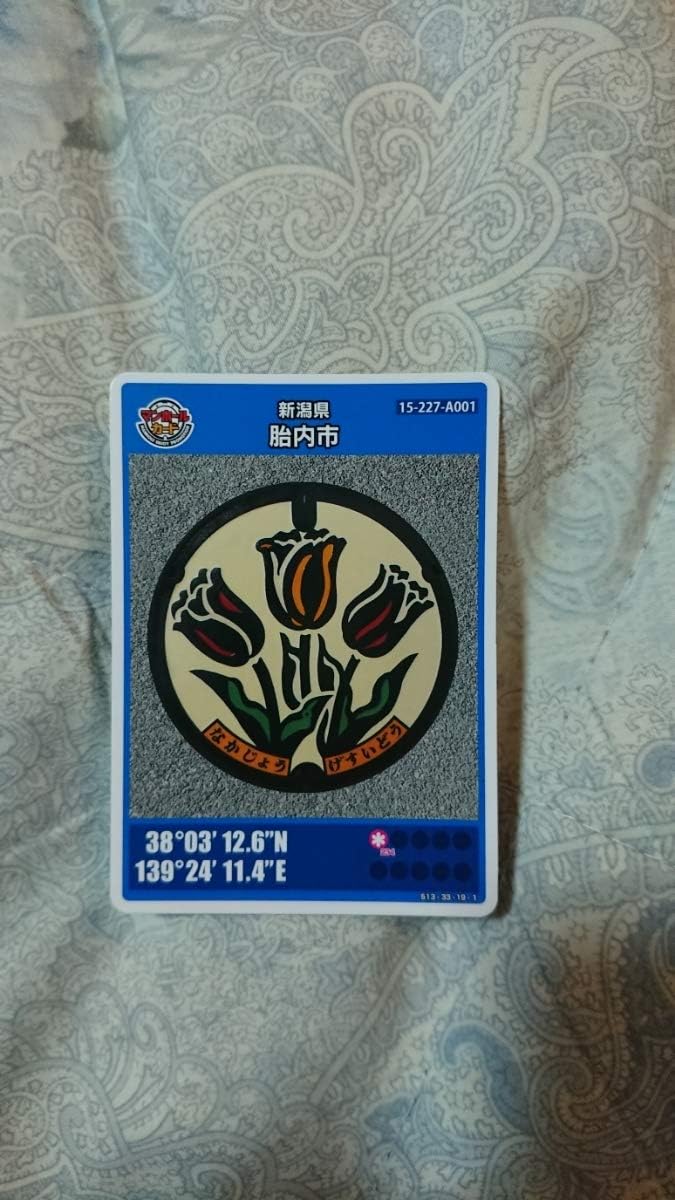 マンホール
カード
新潟県
胎内市
15-227-A001
なかじょう
げすいどう
38°03' 12.6"N
139°24' 11.4"E